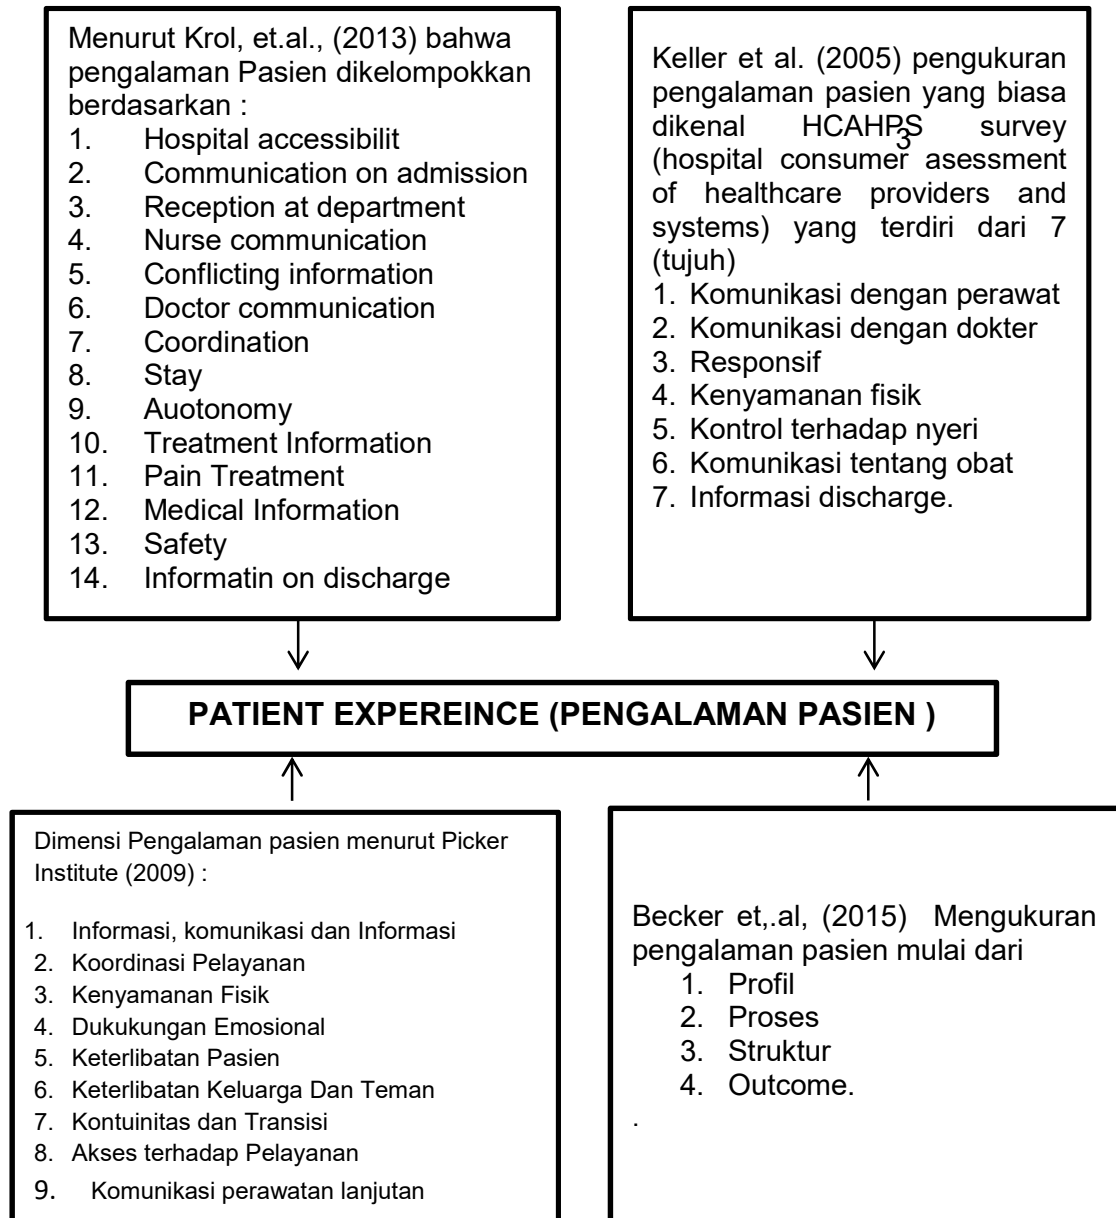 Menurut Krol, et.al., (2013) bahwa
pengalaman Pasien dikelompokkan
berdasarkan :
1. Hospital accessibilit
2. Communication on admission
3. Reception at department
4. Nurse communication
5. Conflicting information
6. Doctor communication
7. Coordination
8. Stay
9. Auotonomy
10. Treatment Information
11. Pain Treatment
12. Medical Information
13. Safety
14. Informatin on discharge
Keller et al. (2005) pengukuran
pengalaman pasien yang biasa
dikenal HCAHPS survey
3
(hospital consumer asessment
of healthcare providers and
systems) yang terdiri dari 7
(tujuh)
1. Komunikasi dengan perawat
2. Komunikasi dengan dokter
3. Responsif
4. Kenyamanan fisik
5. Kontrol terhadap nyeri
6. Komunikasi tentang obat
7. Informasi discharge.
PATIENT EXPEREINCE (PENGALAMAN PASIEN )
Dimensi Pengalaman pasien menurut Picker
Institute (2009) :
1. Informasi, komunikasi dan Informasi
2. Koordinasi Pelayanan
3. Kenyamanan Fisik
4. Dukukungan Emosional
5. Keterlibatan Pasien
6. Keterlibatan Keluarga Dan Teman
7. Kontuinitas dan Transisi
8. Akses terhadap Pelayanan
9. Komunikasi perawatan lanjutan
Becker et,.al, (2015) Mengukuran
pengalaman pasien mulai dari
1. Profil
2. Proses
3. Struktur
4. Outcome.
.